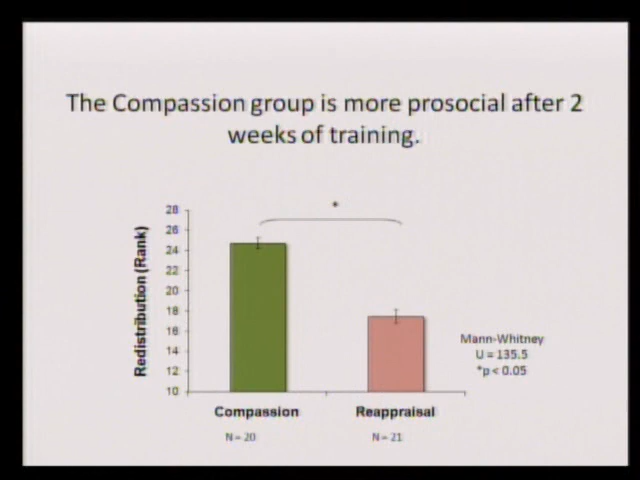 The Compassion group is more prosocial after 2
weeks of training.
*
28
26
24
22
20
18
16
14
12
10
Redistribution (Rank)
Compassion
Reappraisal
N = 20
N = 21
Mann-Whitney
U = 135.5
*p < 0.05